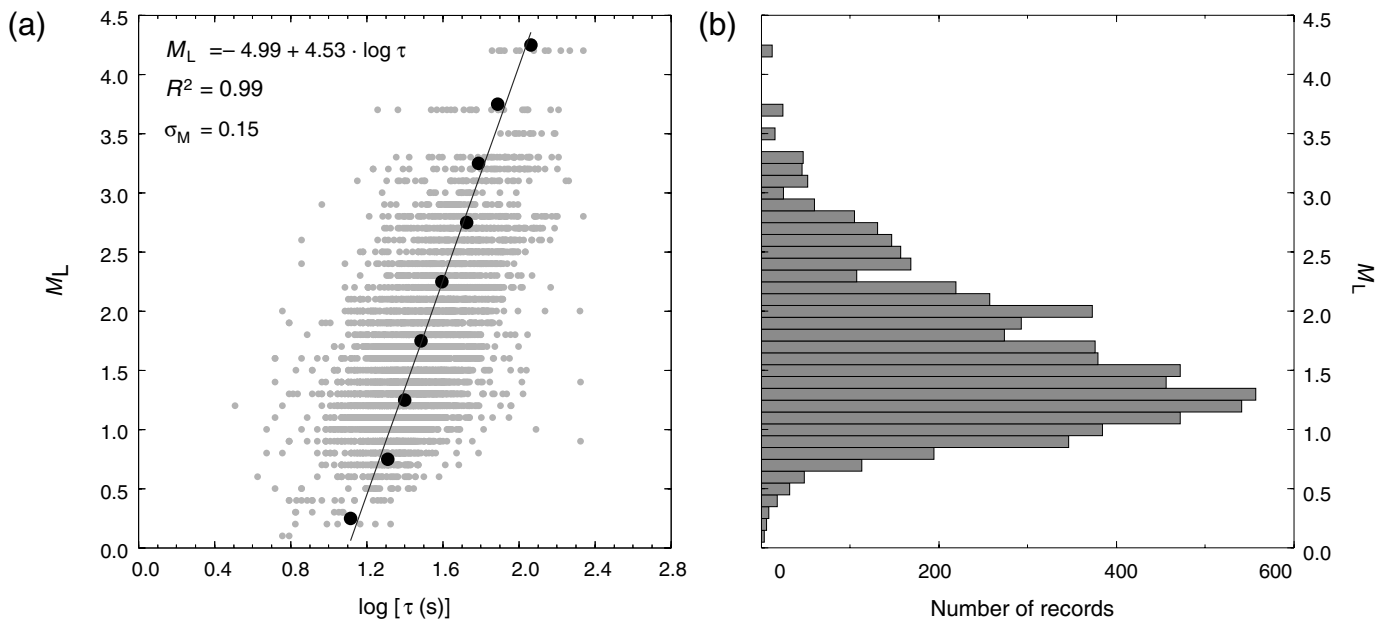 (a)
M_L = – 4.99 + 4.53 · log τ
R² = 0.99
σ_M = 0.15
4.5
4.0
3.5
3.0
2.5
2.0
1.5
1.0
0.5
0.0
M_L
0.0 0.4 0.8 1.2 1.6 2.0 2.4 2.8
log [ τ (s)]
(b)
4.5
4.0
3.5
3.0
2.5
2.0
1.5
1.0
0.5
0.0
M_L
0 200 400 600
Number of records